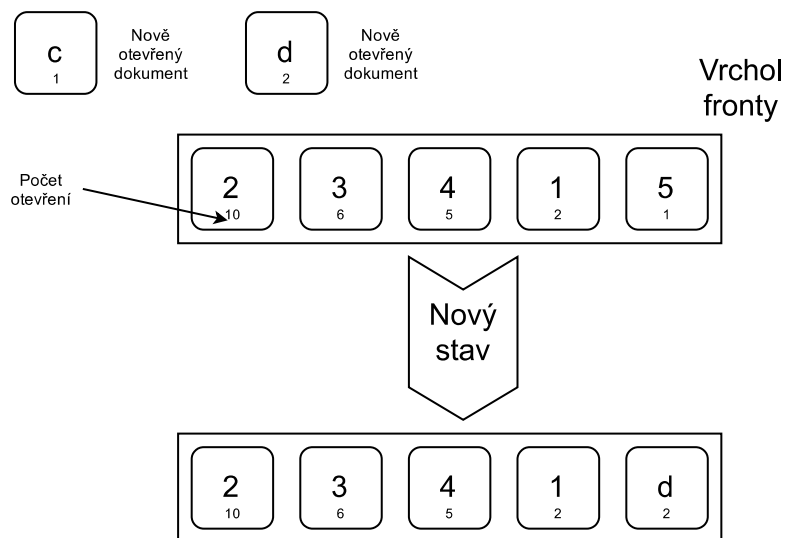 c
1
Nově
otevřený
dokument
d
2
Nově
otevřený
dokument
Vrchol
fronty
Počet
otevření
2 3 4 1 5
10 6 5 2 1
Nový
stav
2 3 4 1 d
10 6 5 2 2